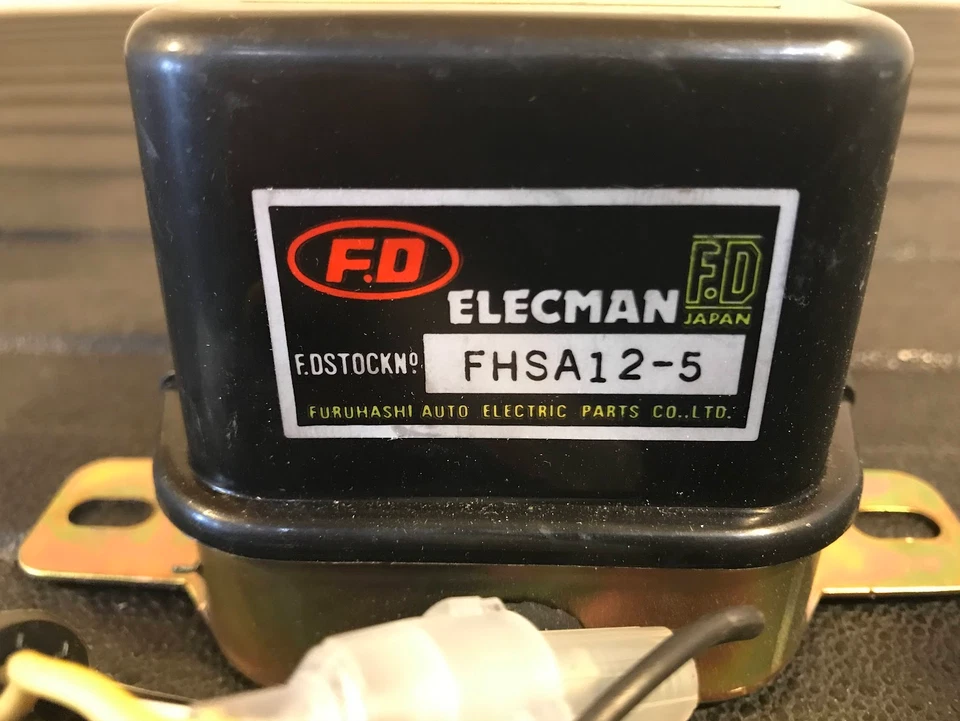 F.D
ELECMAN
F.D
JAPAN
F.DSTOCKNº
FHSA12-5
FURUHASHI AUTO ELECTRIC PARTS CO.,LTD.